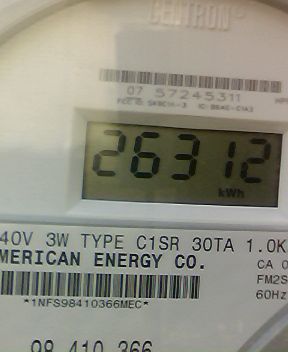 CENTRON
07 57245311
26312
kWh
40V 3W TYPE C1SR 30TA 1.0K
MERICAN ENERGY CO.
CA 0
FM2S
60Hz
*1NFS98410366MEC*
98 410 366